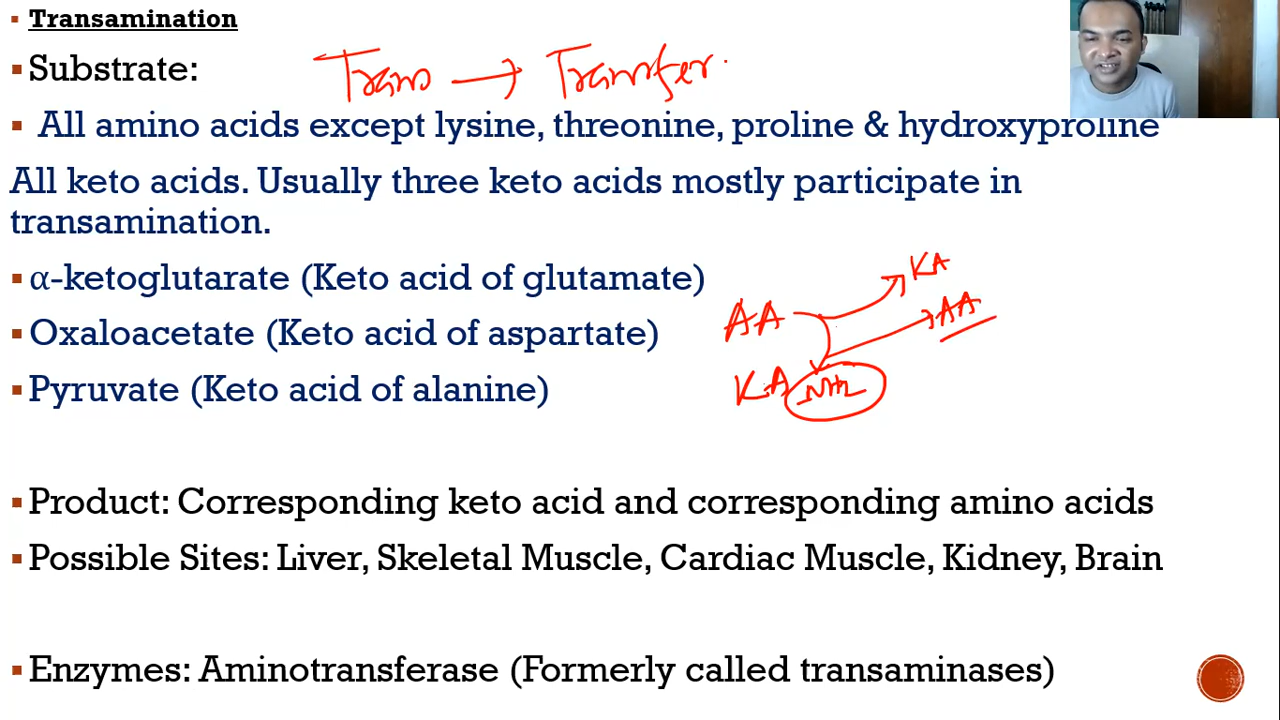 Transamination
Substrate:
Trans → Transfer.
All amino acids except lysine, threonine, proline & hydroxyproline
All keto acids. Usually three keto acids mostly participate in
transamination.
α-ketoglutarate (Keto acid of glutamate)
Oxaloacetate (Keto acid of aspartate)
Pyruvate (Keto acid of alanine)
KA
AA
AA
KA NH2
Product: Corresponding keto acid and corresponding amino acids
Possible Sites: Liver, Skeletal Muscle, Cardiac Muscle, Kidney, Brain
Enzymes: Aminotransferase (Formerly called transaminases)